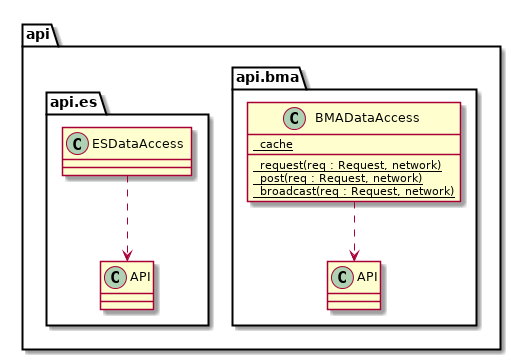 api
api.es
C ESDataAccess
C API
api.bma
C BMADataAccess
_cache
_request(req : Request, network)
_post(req : Request, network)
_broadcast(req : Request, network)
C API